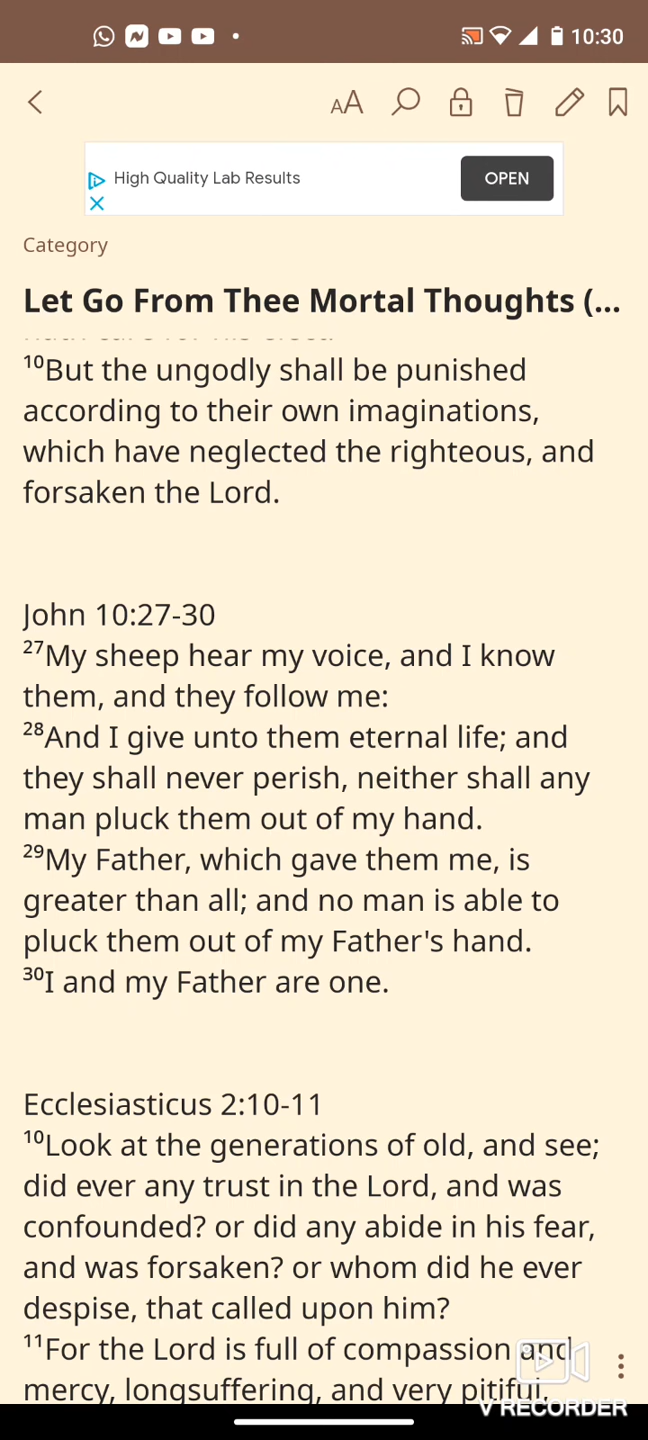 10:30
AA
High Quality Lab Results
OPEN
Category
Let Go From Thee Mortal Thoughts (...
¹⁰But the ungodly shall be punished
according to their own imaginations,
which have neglected the righteous, and
forsaken the Lord.
John 10:27-30
²⁷My sheep hear my voice, and I know
them, and they follow me:
²⁸And I give unto them eternal life; and
they shall never perish, neither shall any
man pluck them out of my hand.
²⁹My Father, which gave them me, is
greater than all; and no man is able to
pluck them out of my Father's hand.
³⁰I and my Father are one.
Ecclesiasticus 2:10-11
¹⁰Look at the generations of old, and see;
did ever any trust in the Lord, and was
confounded? or did any abide in his fear,
and was forsaken? or whom did he ever
despise, that called upon him?
¹¹For the Lord is full of compassion and
mercy, longsuffering, and very pitiful,
V RECORDER